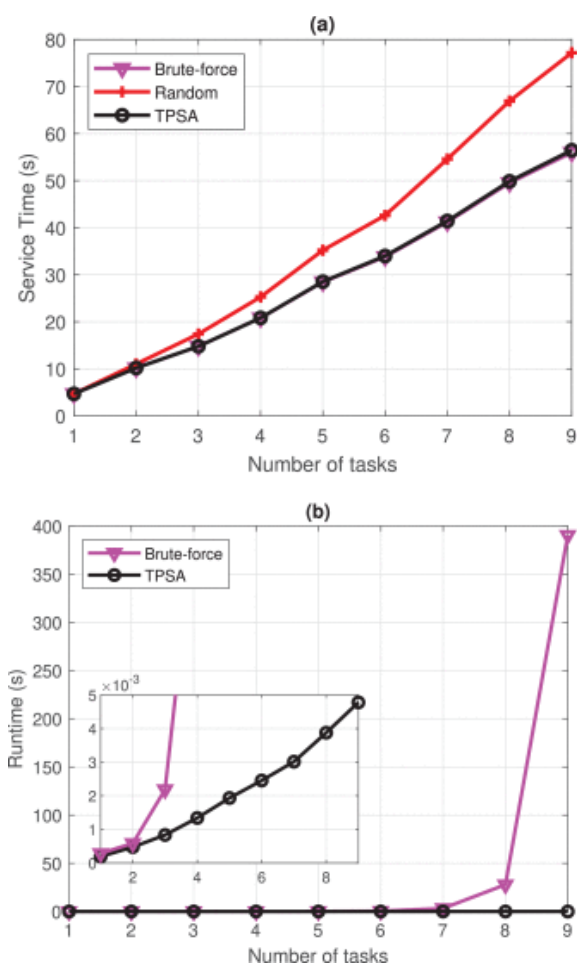 (a)
80
70
60
50
40
30
20
10
0
Service Time (s)
Brute-force
Random
TPSA
1 2 3 4 5 6 7 8 9
Number of tasks
(b)
400
350
300
250
200
150
100
50
0
Runtime (s)
Brute-force
TPSA
×10⁻³
5
4
3
2
1
0
2 4 6 8
1 2 3 4 5 6 7 8 9
Number of tasks